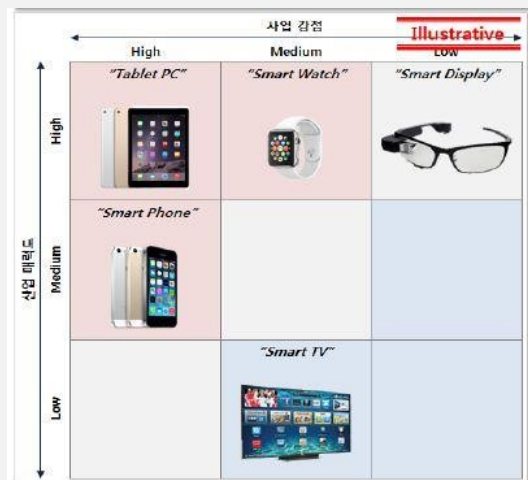 사업 강점
Illustrative
High
Medium
Low
"Tablet PC"
"Smart Watch"
"Smart Display"
High
"Smart Phone"
산업 매력도
Medium
"Smart TV"
Low